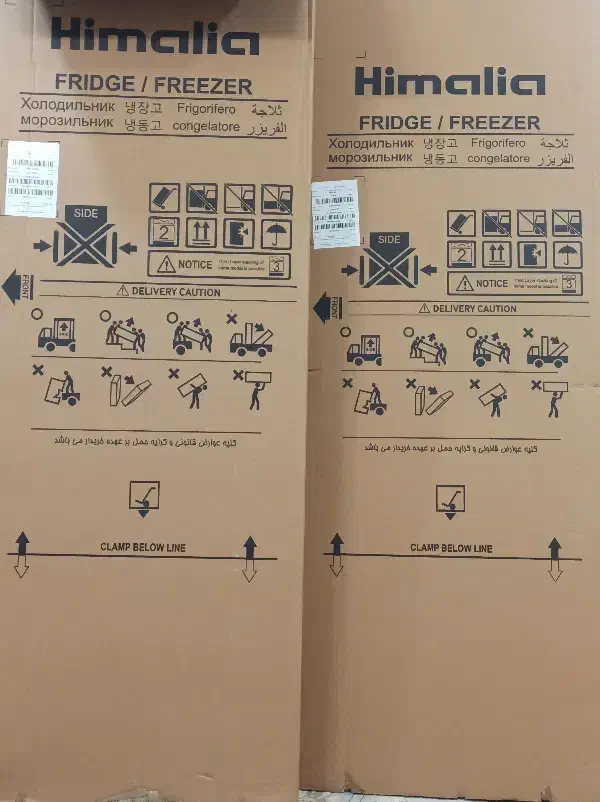 Himalia
FRIDGE / FREEZER
Холодильник 냉장고 Frigorifero ثلاجة
морозильник 냉동고 congelatore الفريزر
SIDE
2
NOTICE
3
FRONT
DELIVERY CAUTION
SIDE
کلیه عوارض قانونی و کرایه حمل بر عهده خریدار می باشد
CLAMP BELOW LINE
Himalia
FRIDGE / FREEZER
Холодильник 냉장고 Frigorifero ثلاجة
морозильник 냉동고 congelatore الفريزر
SIDE
2
NOTICE
3
FRONT
DELIVERY CAUTION
کلیه عوارض قانونی و کرایه حمل بر عهده خریدار می باشد
CLAMP BELOW LINE